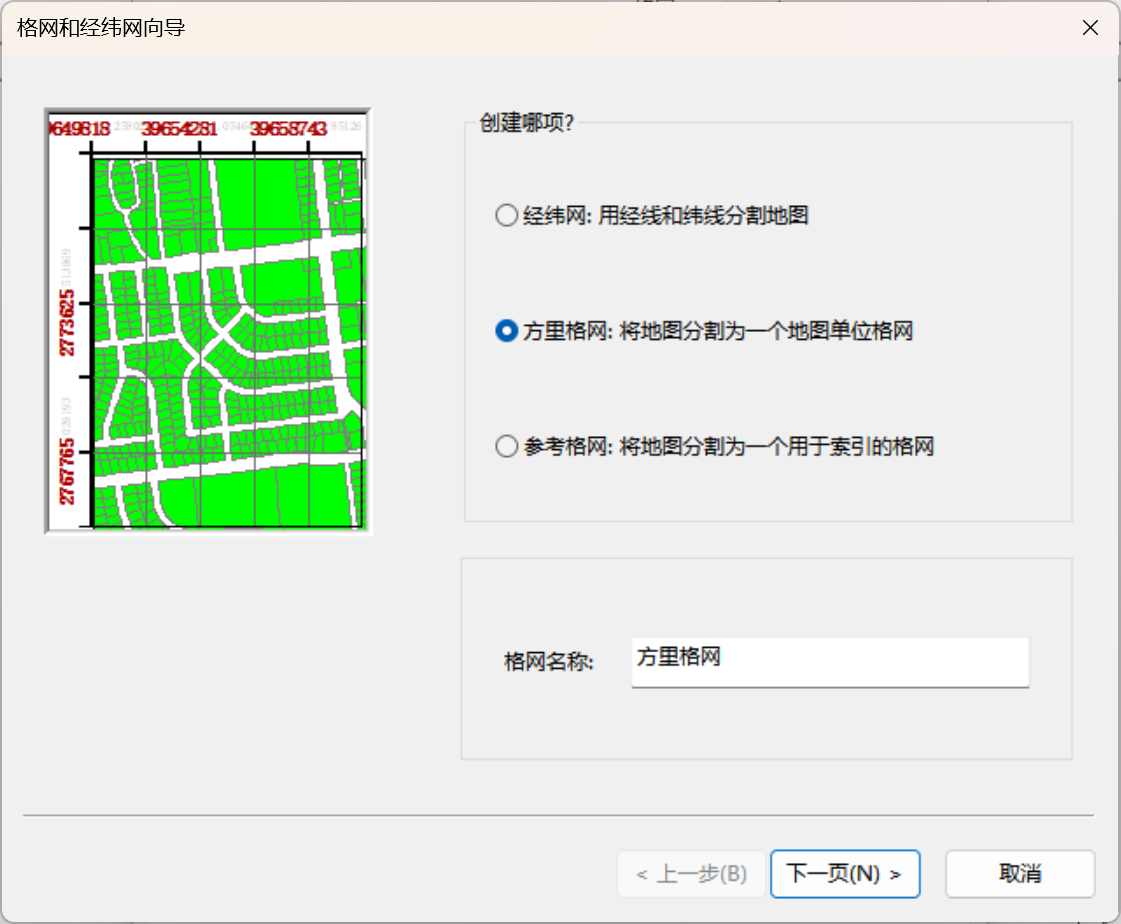 格网和经纬网向导
创建哪项?
39654281
39658743
经纬网: 用经线和纬线分割地图
方里格网: 将地图分割为一个地图单位格网
2773625
参考格网: 将地图分割为一个用于索引的格网
2767765
格网名称:
方里格网
< 上一步(B)
下一页(N) >
取消